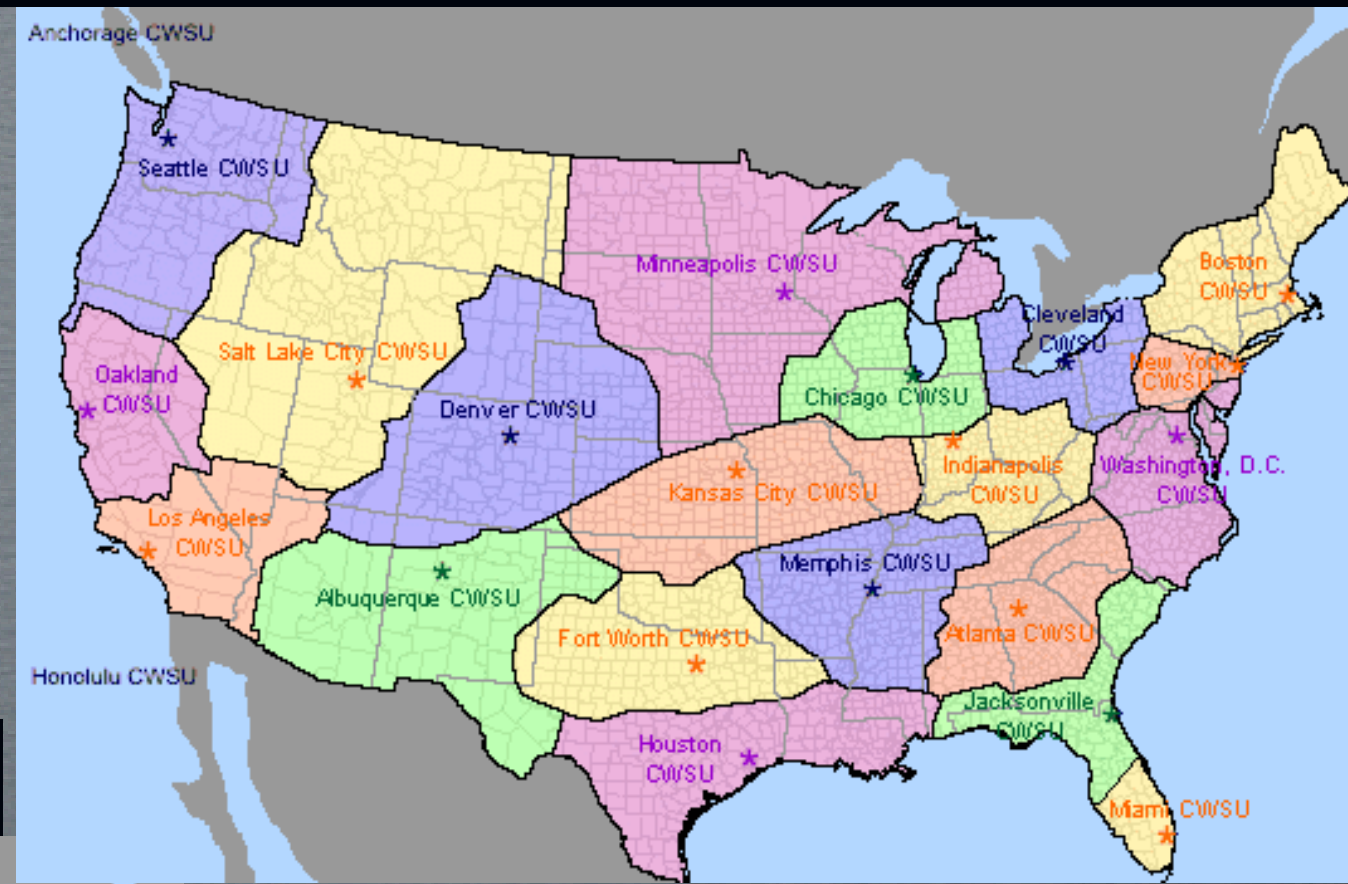 Anchorage CWSU
Seattle CWSU
Minneapolis CWSU
Boston
CWSU
Cleveland
CWSU
Salt Lake City CWSU
New York
CWSU
Oakland
CWSU
Chicago CWSU
Denver CWSU
Indianapolis
CWSU
Washington, D.C.
CWSU
Kansas City CWSU
Los Angeles
CWSU
Memphis CWSU
Albuquerque CWSU
Fort Worth CWSU
Atlanta CWSU
Honolulu CWSU
Jacksonville
CWSU
Houston
CWSU
Miami CWSU